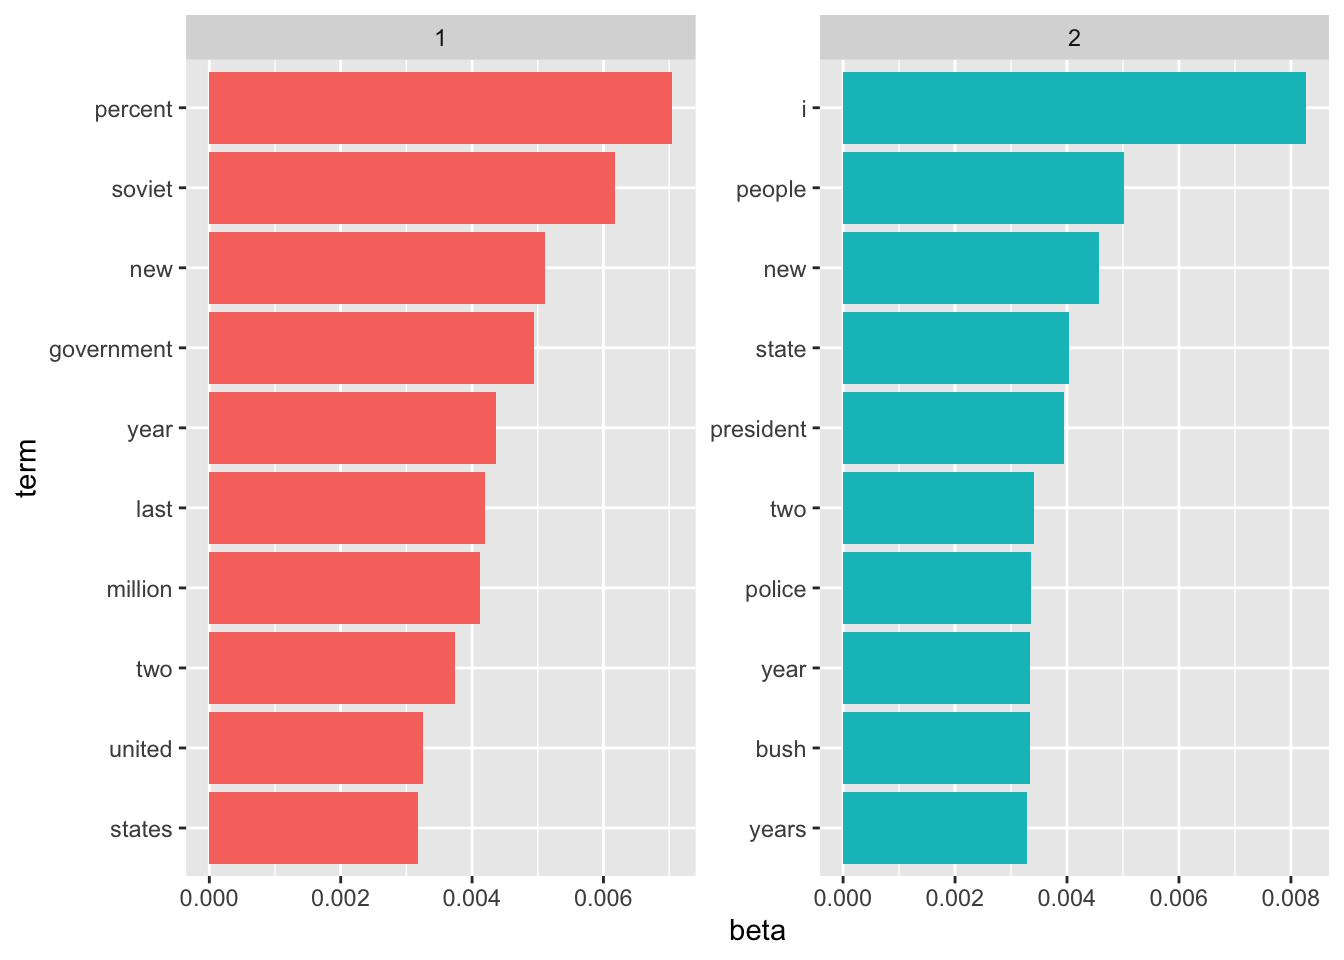 1
percent
soviet
new
government
year
last
million
two
united
states
0.000 0.002 0.004 0.006
2
i
people
new
state
president
two
police
year
bush
years
0.000 0.002 0.004 0.006 0.008
term
beta